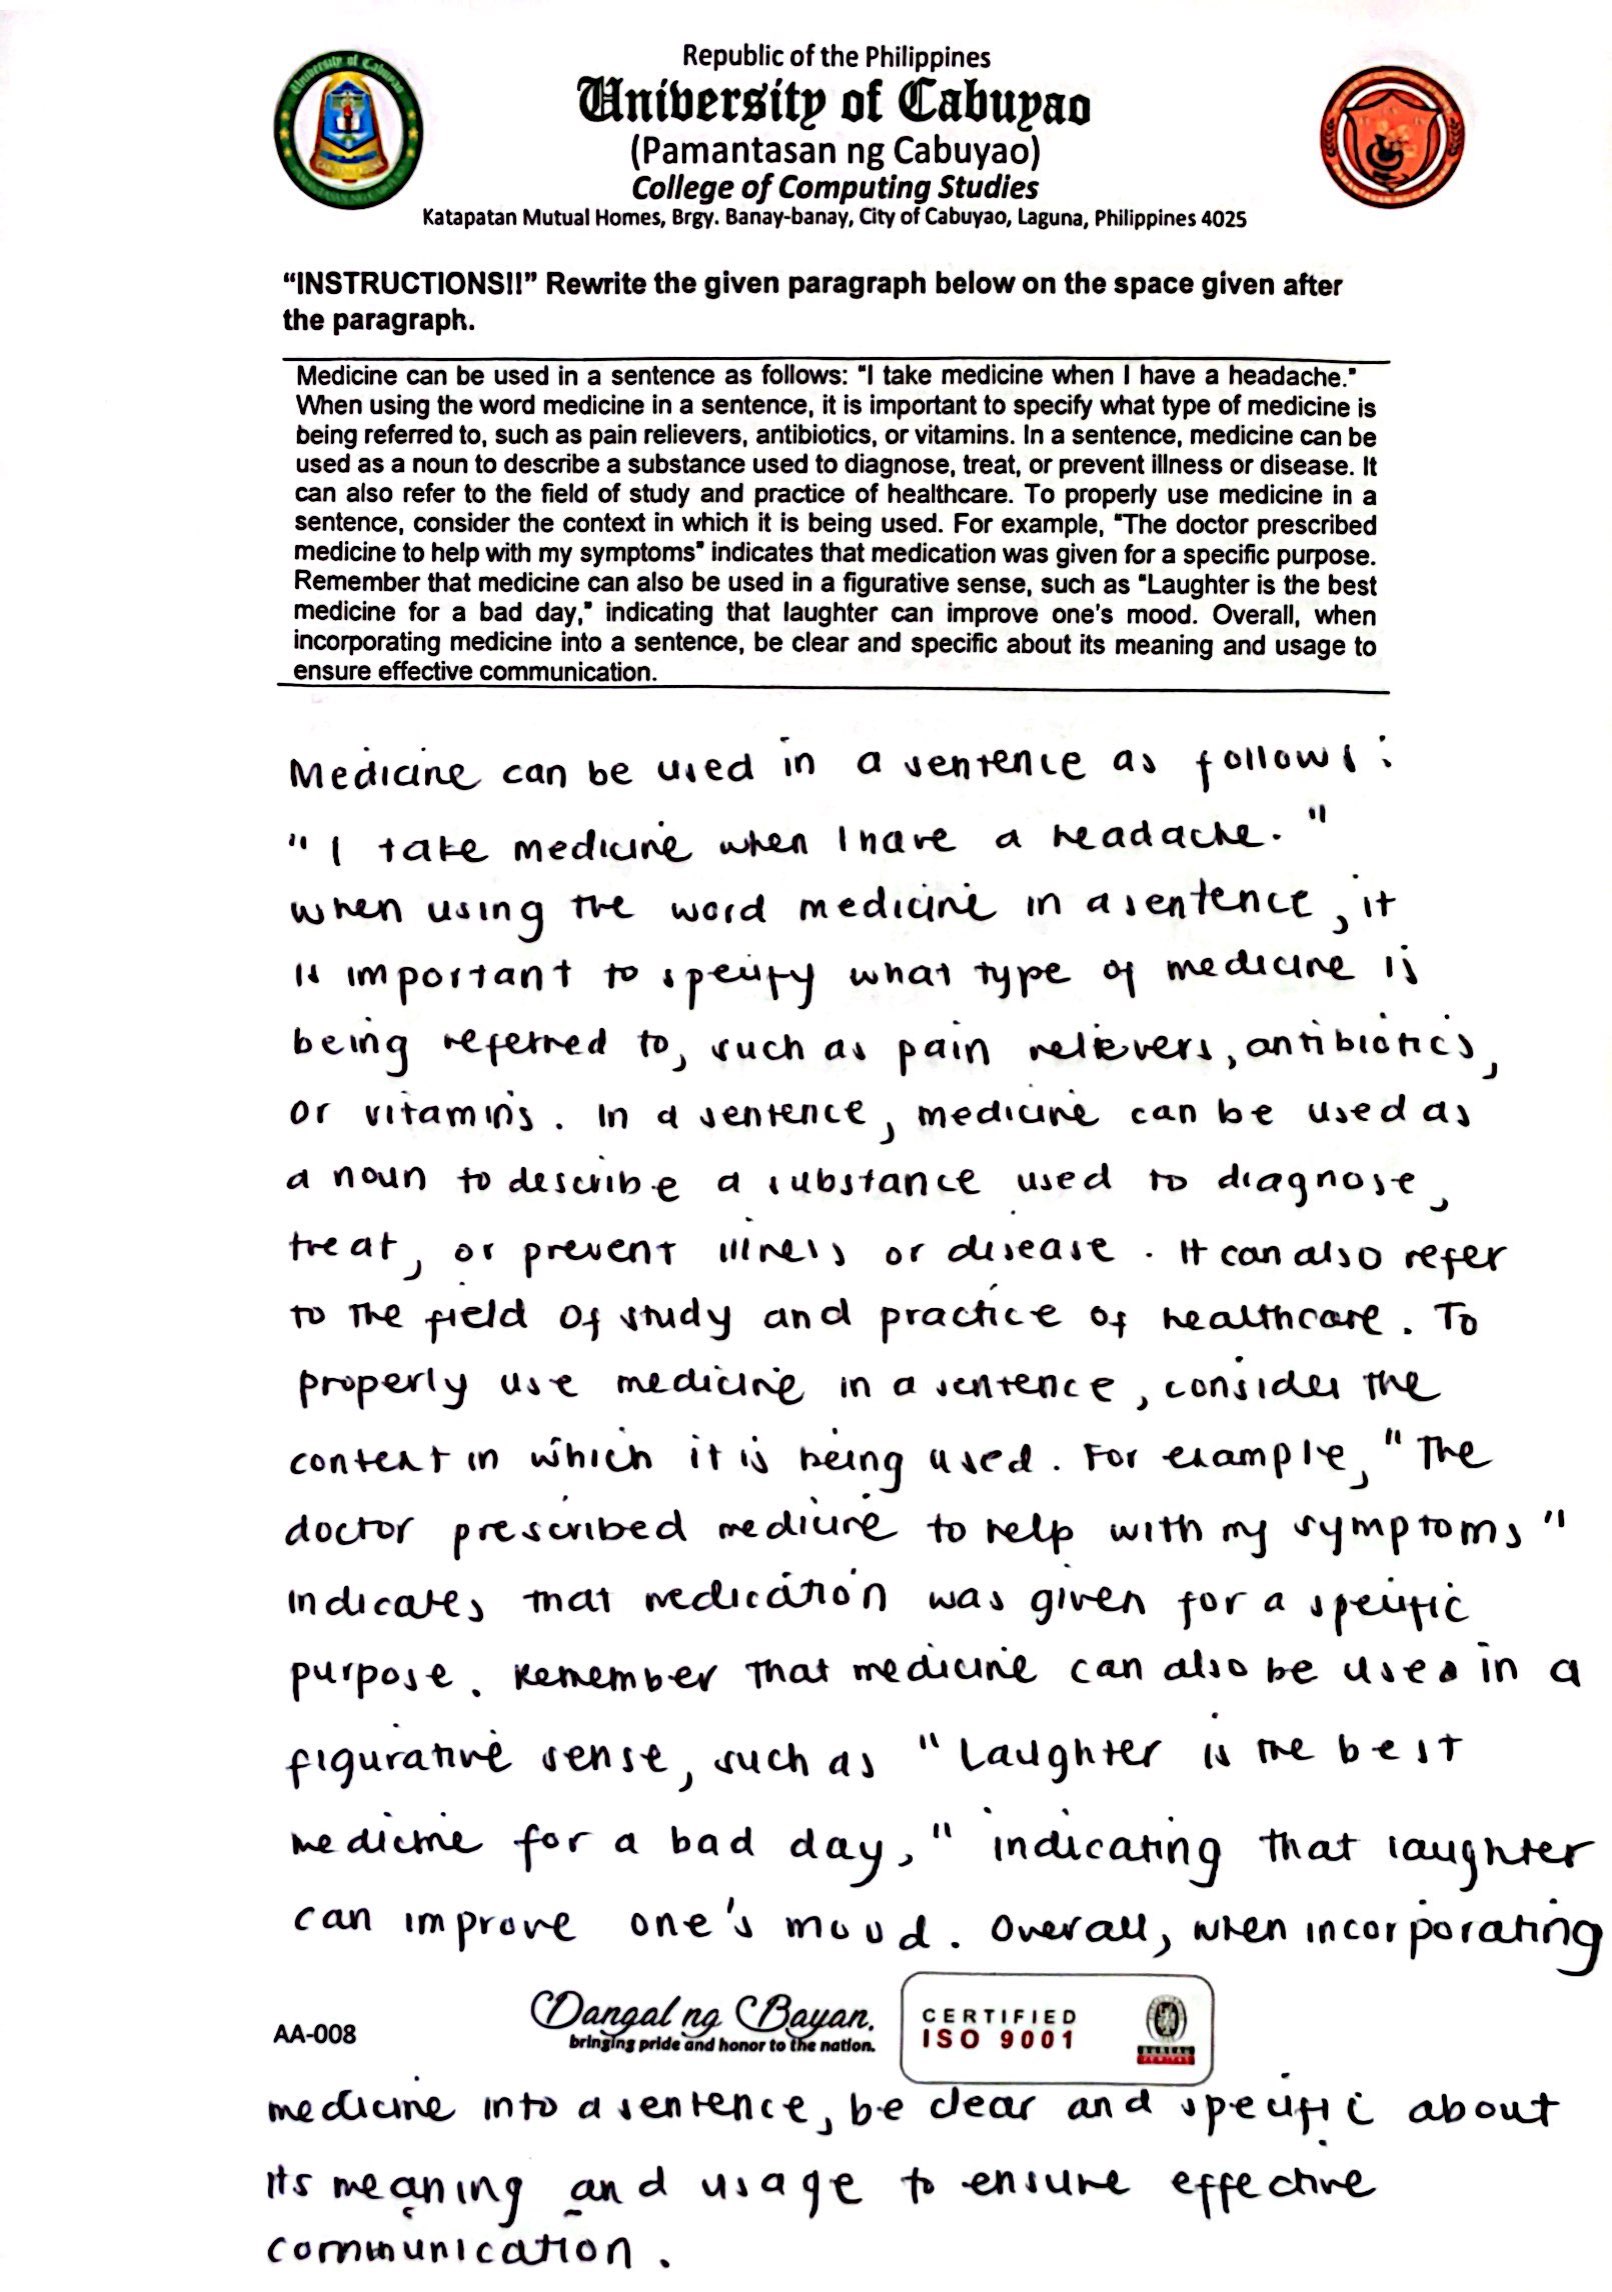 Republic of the Philippines
University of Cabuyao
(Pamantasan ng Cabuyao)
College of Computing Studies
Katapatan Mutual Homes, Brgy. Banay-banay, City of Cabuyao, Laguna, Philippines 4025
“INSTRUCTIONS!!” Rewrite the given paragraph below on the space given after
the paragraph.
Medicine can be used in a sentence as follows: "I take medicine when I have a headache."
When using the word medicine in a sentence, it is important to specify what type of medicine is
being referred to, such as pain relievers, antibiotics, or vitamins. In a sentence, medicine can be
used as a noun to describe a substance used to diagnose, treat, or prevent illness or disease. It
can also refer to the field of study and practice of healthcare. To properly use medicine in a
sentence, consider the context in which it is being used. For example, "The doctor prescribed
medicine to help with my symptoms" indicates that medication was given for a specific purpose.
Remember that medicine can also be used in a figurative sense, such as "Laughter is the best
medicine for a bad day," indicating that laughter can improve one's mood. Overall, when
incorporating medicine into a sentence, be clear and specific about its meaning and usage to
ensure effective communication.
Medicine can be used in a sentence as follows:
"I take medicine when I have a headache."
when using the word medicine in a sentence, it
is important to specify what type of medicine is
being referred to, such as pain relievers, antibiotics,
or vitamins. In a sentence, medicine can be used as
a noun to describe a substance used to diagnose,
treat, or prevent illness or disease. It can also refer
to the field of study and practice of healthcare. To
properly use medicine in a sentence, consider the
context in which it is being used. For example, "The
doctor prescribed medicine to help with my symptoms"
indicates that medication was given for a specific
purpose. Remember that medicine can also be used in a
figurative sense, such as "Laughter is the best
medicine for a bad day," indicating that laughter
can improve one's mood. Overall, when incorporating
AA-008
Dangal ng Bayan.
bringing pride and honor to the nation.
CERTIFIED
ISO 9001
BUREAU
VERITAS
medicine into a sentence, be clear and specific about
its meaning and usage to ensure effective
communication.